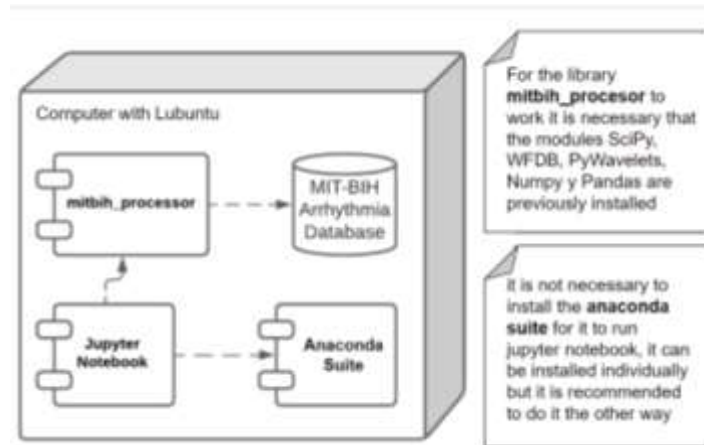 Computer with Lubuntu
mitbih_processor
MIT-BIH
Arrhythmia
Database
Jupyter
Notebook
Anaconda
Suite
For the library
mitbih_procesor to
work it is necessary that
the modules SciPy,
WFDB, PyWavelets,
Numpy y Pandas are
previously installed
it is not necessary to
install the anaconda
suite for it to run
jupyter notebook, it can
be installed individually
but it is recommended
to do it the other way